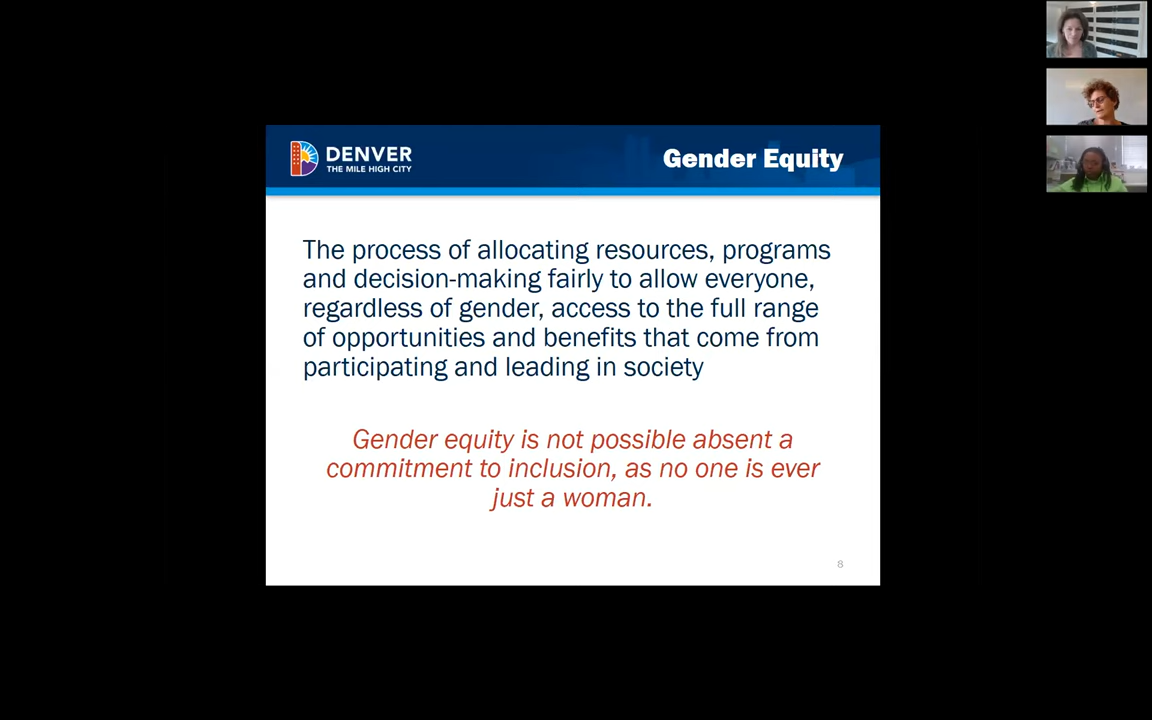 DENVER
THE MILE HIGH CITY
Gender Equity
The process of allocating resources, programs
and decision-making fairly to allow everyone,
regardless of gender, access to the full range
of opportunities and benefits that come from
participating and leading in society
Gender equity is not possible absent a
commitment to inclusion, as no one is ever
just a woman.
8